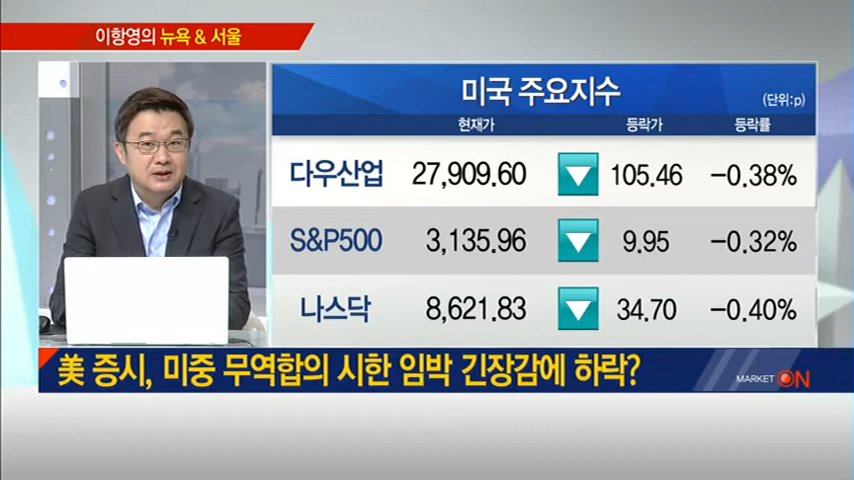 이항영의 뉴욕 & 서울
미국 주요지수
(단위:p)
현재가 등락가 등락률
다우산업 27,909.60 ▼ 105.46 -0.38%
S&P500 3,135.96 ▼ 9.95 -0.32%
나스닥 8,621.83 ▼ 34.70 -0.40%
美 증시, 미중 무역합의 시한 임박 긴장감에 하락?
MARKET ON